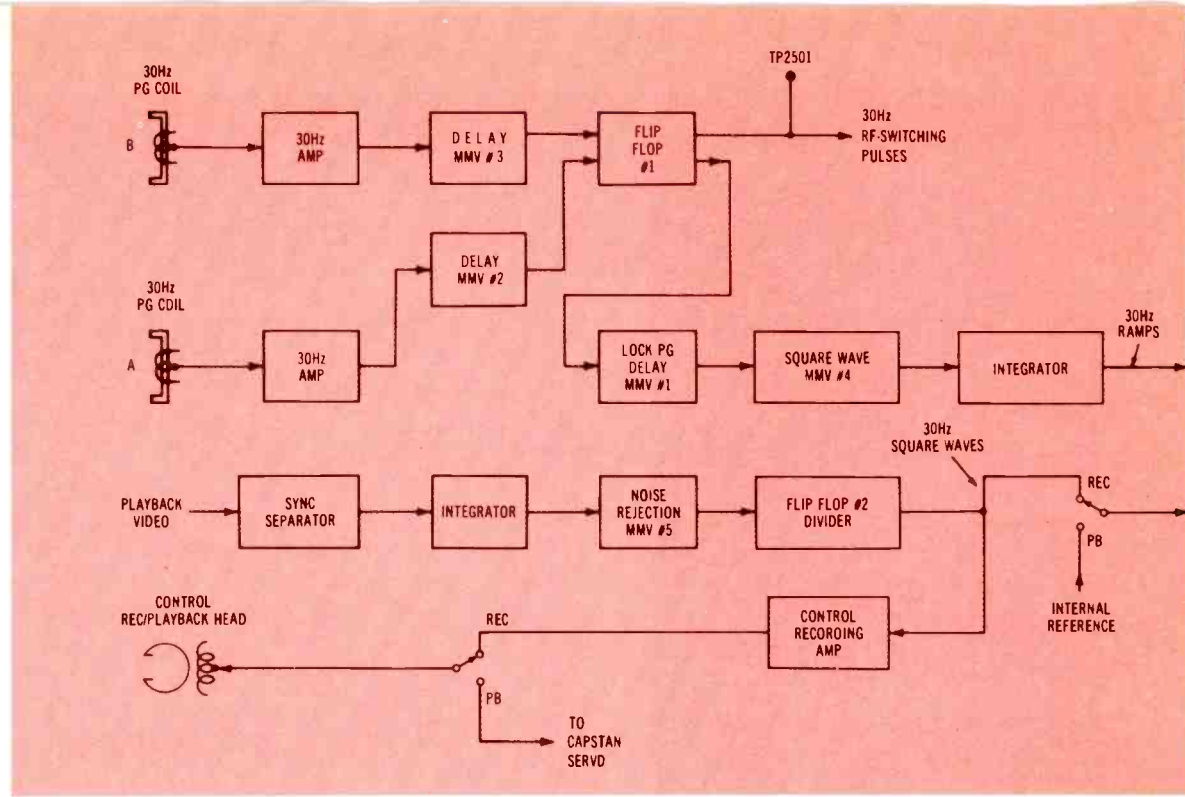 TP2501
30Hz
PG COIL
B
30Hz
AMP
DELAY
MMV #3
FLIP
FLOP
#1
30Hz
RF-SWITCHING
PULSES
DELAY
MMV #2
30Hz
PG COIL
A
30Hz
AMP
LOCK PG
DELAY
MMV #1
SQUARE WAVE
MMV #4
INTEGRATOR
30Hz
RAMPS
30Hz
SQUARE WAVES
PLAYBACK
VIDEO
SYNC
SEPARATOR
INTEGRATOR
NOISE
REJECTION
MMV #5
FLIP FLOP #2
DIVIDER
REC
PB
INTERNAL
REFERENCE
CONTROL
REC/PLAYBACK HEAD
REC
PB
CONTROL
RECORDING
AMP
TO
CAPSTAN
SERVO